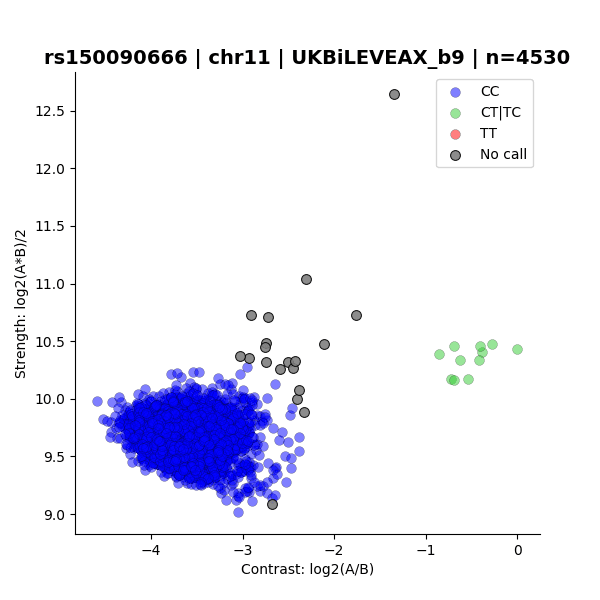 rs150090666 | chr11 | UKBiLEVEAX_b9 | n=4530
CC
CT|TC
TT
No call
12.5
12.0
11.5
11.0
10.5
10.0
9.5
9.0
Strength: log2(A*B)/2
−4
−3
−2
−1
0
Contrast: log2(A/B)